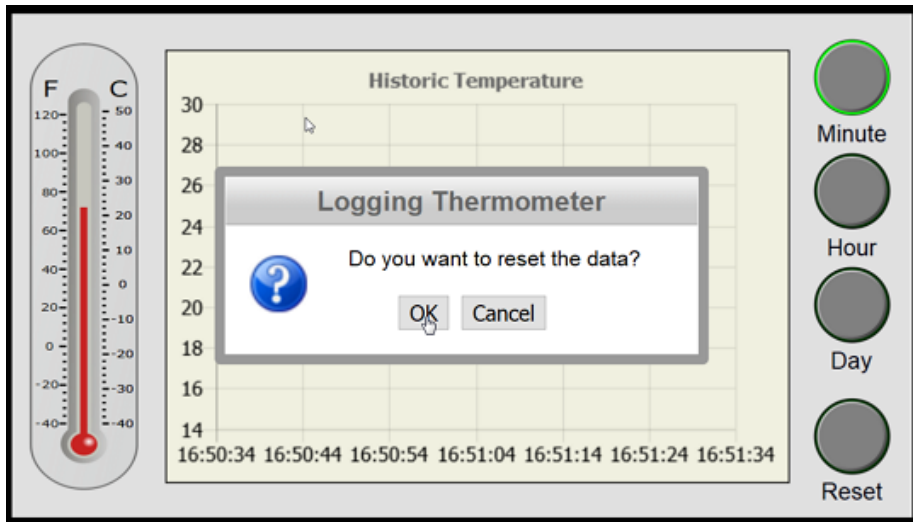 F C
120
100
80
60
40
20
0
-20
-40
50
40
30
20
10
0
-10
-20
-30
-40
Historic Temperature
30
28
26
24
22
20
18
16
14
16:50:34 16:50:44 16:50:54 16:51:04 16:51:14 16:51:24 16:51:34
Logging Thermometer
?
Do you want to reset the data?
OK Cancel
Minute
Hour
Day
Reset